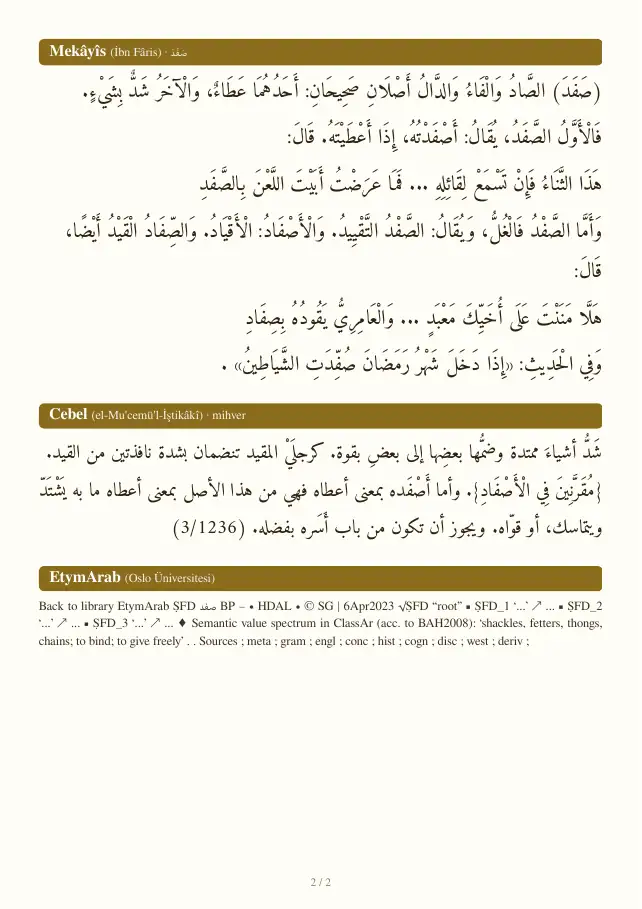 Mekâyîs (İbn Fâris) · صَفَدَ
(صَفَدَ) الصَّادُ وَالْفَاءُ وَالدَّالُ أَصْلَانِ صَحِيحَانِ: أَحَدُهُمَا عَطَاءٌ، وَالْآخَرُ شَدٌّ بِشَيْءٍ.
فَالْأَوَّلُ الصَّفَدُ، يُقَالُ: أَصْفَدْتُهُ، إِذَا أَعْطَيْتَهُ. قَالَ:
هَذَا الثَّنَاءُ فَإِنْ تَسْمَعْ لِقَائِلِهِ ... فَمَا عَرَضْتُ أَبَيْتَ اللَّعْنَ بِالصَّفَدِ
وَأَمَّا الصَّفْدُ فَالْغُلُّ، وَيُقَالُ: الصَّفْدُ التَّقْيِيدُ. وَالْأَصْفَادُ: الْأَقْيَادُ. وَالصِّفَادُ الْقَيْدُ أَيْضًا،
قَالَ:
هَلَّا مَنَنْتَ عَلَى أُخَيِّكَ مَعْبَدٍ ... وَالْعَامِرِيُّ يَقُودُهُ بِصِفَادِ
وَفِي الْحَدِيثِ: «إِذَا دَخَلَ شَهْرُ رَمَضَانَ صُفِّدَتِ الشَّيَاطِينُ» .
Cebel (el-Mu'cemü'l-İştikâkî) · mihver
شَدُّ أشياءَ ممتدة وضمُّها بعضِها إلى بعضٍ بقوة. كرجلَيْ المقيد تنضمان بشدة نافذتين من القيد.
{مُقَرَّنِينَ فِي الْأَصْفَادِ}. وأما أَصْفَده بمعنى أعطاه فهي من هذا الأصل بمعنى أعطاه ما به يَشْتَدّ
ويتماسك، أو قوّاه. ويجوز أن تكون من باب أَسَره بفضله. (3/1236)
EtymArab (Oslo Üniversitesi)
Back to library EtymArab ṢFD صفد BP – • HDAL • © SG | 6Apr2023 √ṢFD “root” ▪ ṢFD_1 ‘...’ ↗ ... ▪ ṢFD_2
‘...’ ↗ ... ▪ ṢFD_3 ‘...’ ↗ ... ♦ Semantic value spectrum in ClassAr (acc. to BAH2008): ‘shackles, fetters, thongs,
chains; to bind; to give freely’ . . Sources ; meta ; gram ; engl ; conc ; hist ; cogn ; disc ; west ; deriv ;
2 / 2